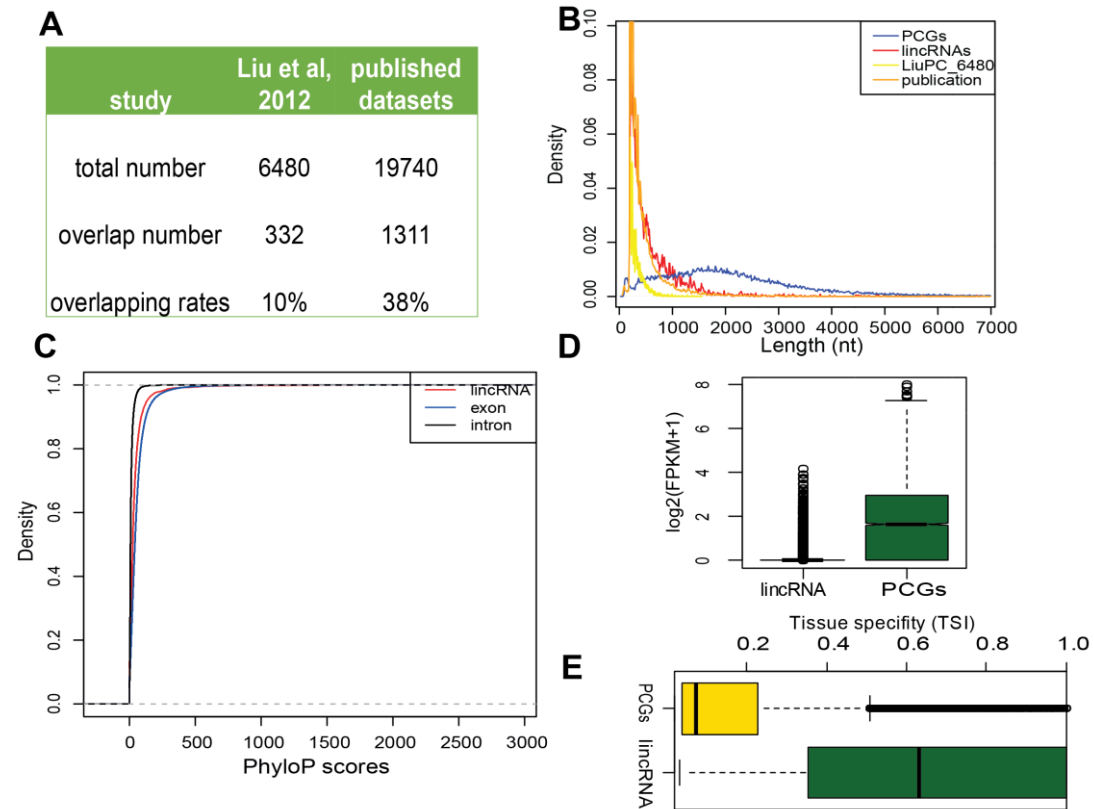 A
study Liu et al, 2012 published datasets
total number 6480 19740
overlap number 332 1311
overlapping rates 10% 38%
B
PCGs
lincRNAs
LiuPC_6480
publication
Density
0.00 0.02 0.04 0.06 0.08 0.10
0 1000 2000 3000 4000 5000 6000 7000
Length (nt)
C
lincRNA
exon
intron
Density
0.0 0.2 0.4 0.6 0.8 1.0
0 500 1000 1500 2000 2500 3000
PhyloP scores
D
log2(FPKM+1)
0 2 4 6 8
lincRNA PCGs
E
Tissue specifity (TSI)
0.2 0.4 0.6 0.8 1.0
PCGs
lincRNA